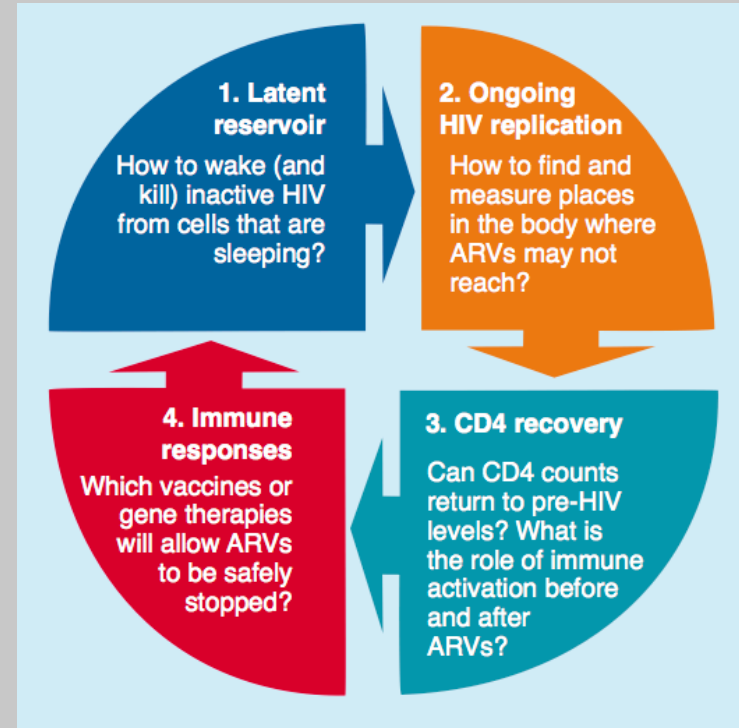 1. Latent
reservoir
How to wake (and
kill) inactive HIV
from cells that are
sleeping?
2. Ongoing
HIV replication
How to find and
measure places
in the body where
ARVs may not
reach?
3. CD4 recovery
Can CD4 counts
return to pre-HIV
levels? What is
the role of immune
activation before
and after
ARVs?
4. Immune
responses
Which vaccines or
gene therapies
will allow ARVs
to be safely
stopped?